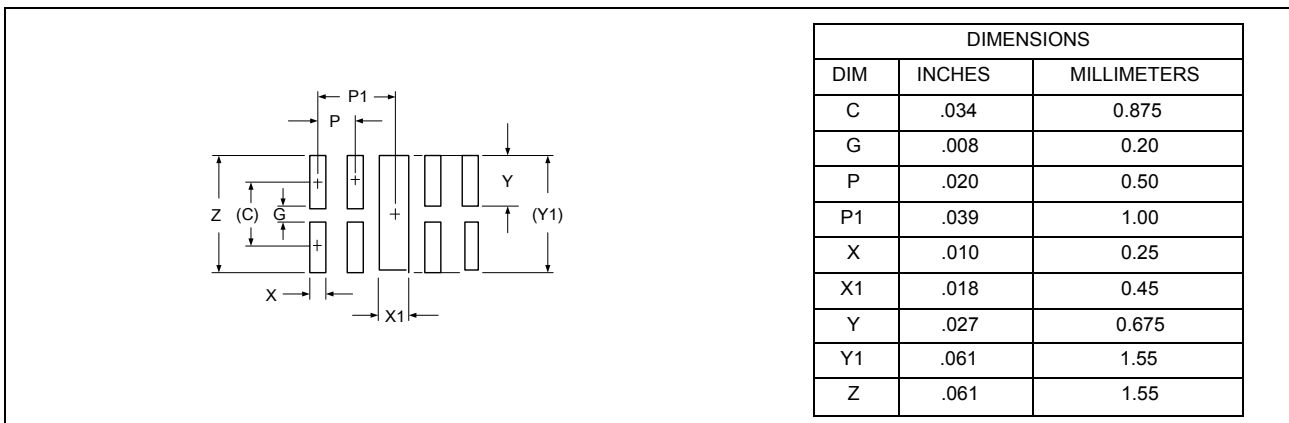 P1
P
Z (C) G Y (Y1)
X
X1
DIMENSIONS
DIM INCHES MILLIMETERS
C .034 0.875
G .008 0.20
P .020 0.50
P1 .039 1.00
X .010 0.25
X1 .018 0.45
Y .027 0.675
Y1 .061 1.55
Z .061 1.55